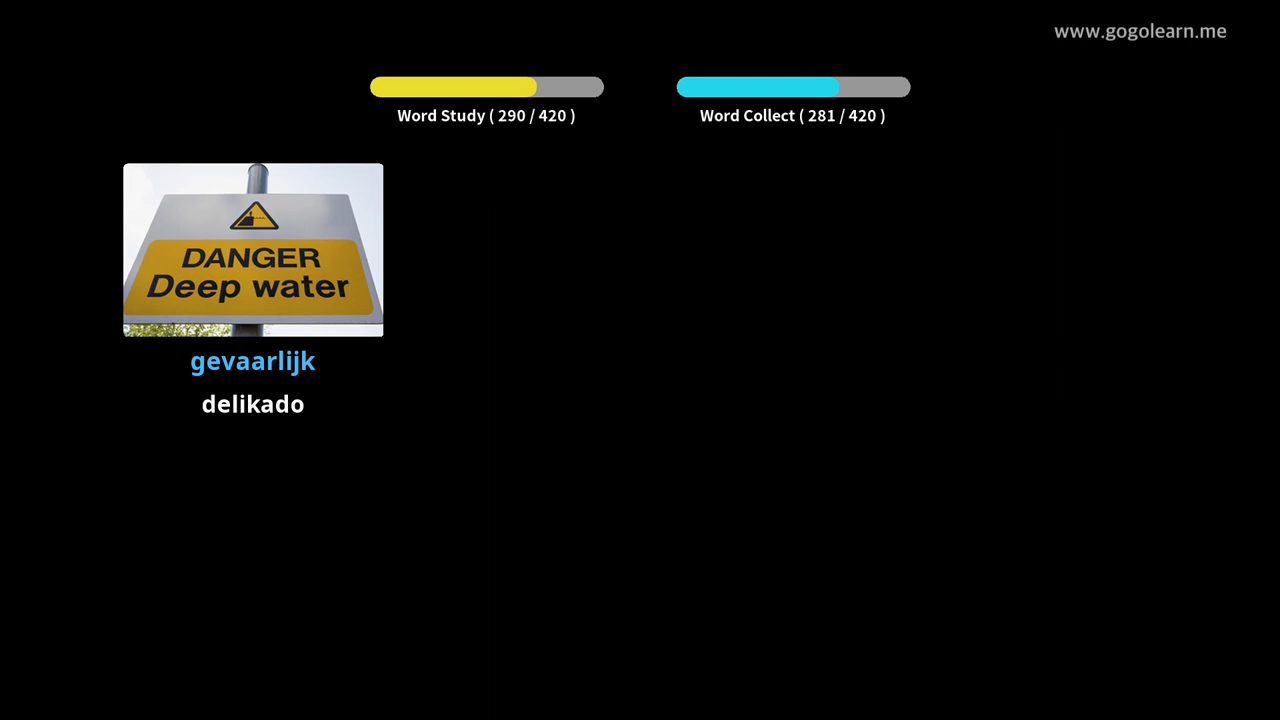 www.gogolearn.me
Word Study ( 290 / 420 )
Word Collect ( 281 / 420 )
DANGER
Deep water
gevaarlijk
delikado